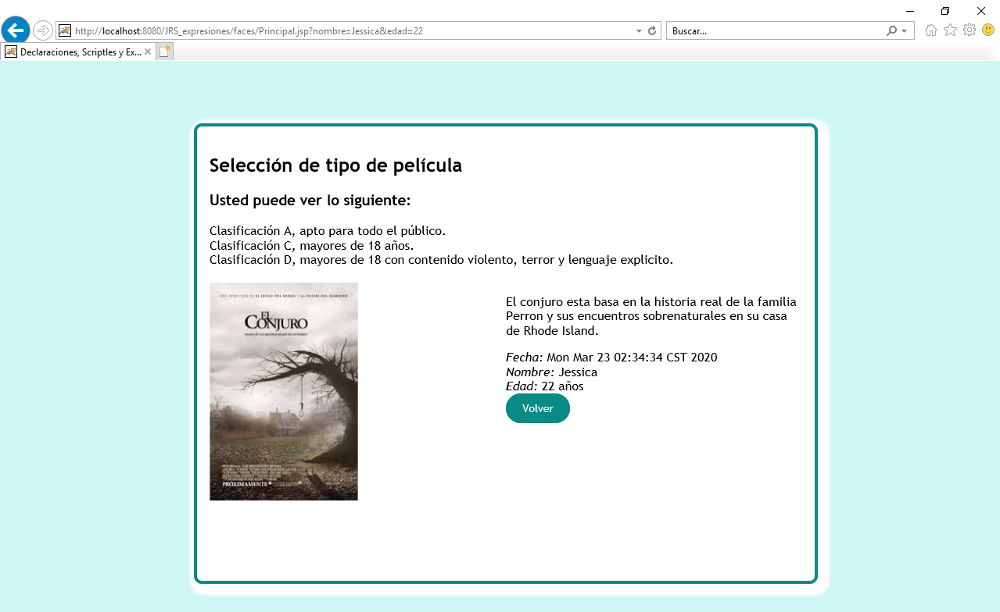 http://localhost:8080/JRS_expresiones/faces/Principal.jsp?nombre=Jessica&edad=22
Buscar...
Declaraciones, Scriptles y Ex...
Selección de tipo de película
Usted puede ver lo siguiente:
Clasificación A, apto para todo el público.
Clasificación C, mayores de 18 años.
Clasificación D, mayores de 18 con contenido violento, terror y lenguaje explicito.
DEL DIRECTOR DE EL JUEGO DEL MIEDO Y LA NOCHE DEL DEMONIO
EL
CONJURO
PRÓXIMAMENTE
El conjuro esta basa en la historia real de la familia
Perron y sus encuentros sobrenaturales en su casa
de Rhode Island.
Fecha: Mon Mar 23 02:34:34 CST 2020
Nombre: Jessica
Edad: 22 años
Volver